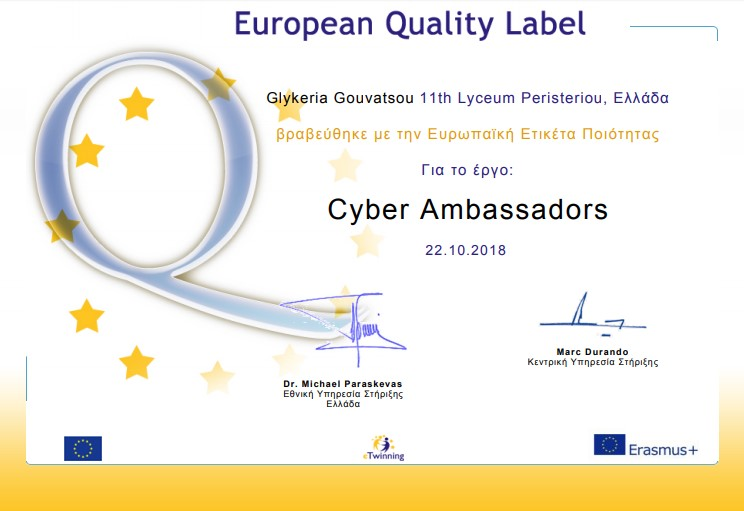 European Quality Label
Glykeria Gouvatsou 11th Lyceum Peristeriou, Ελλάδα
βραβεύθηκε με την Ευρωπαϊκή Ετικέτα Ποιότητας
Για το έργο:
Cyber Ambassadors
22.10.2018
Dr. Michael Paraskevas
Εθνική Υπηρεσία Στήριξης
Ελλάδα
Marc Durando
Κεντρική Υπηρεσία Στήριξης
eTwinning
Erasmus+